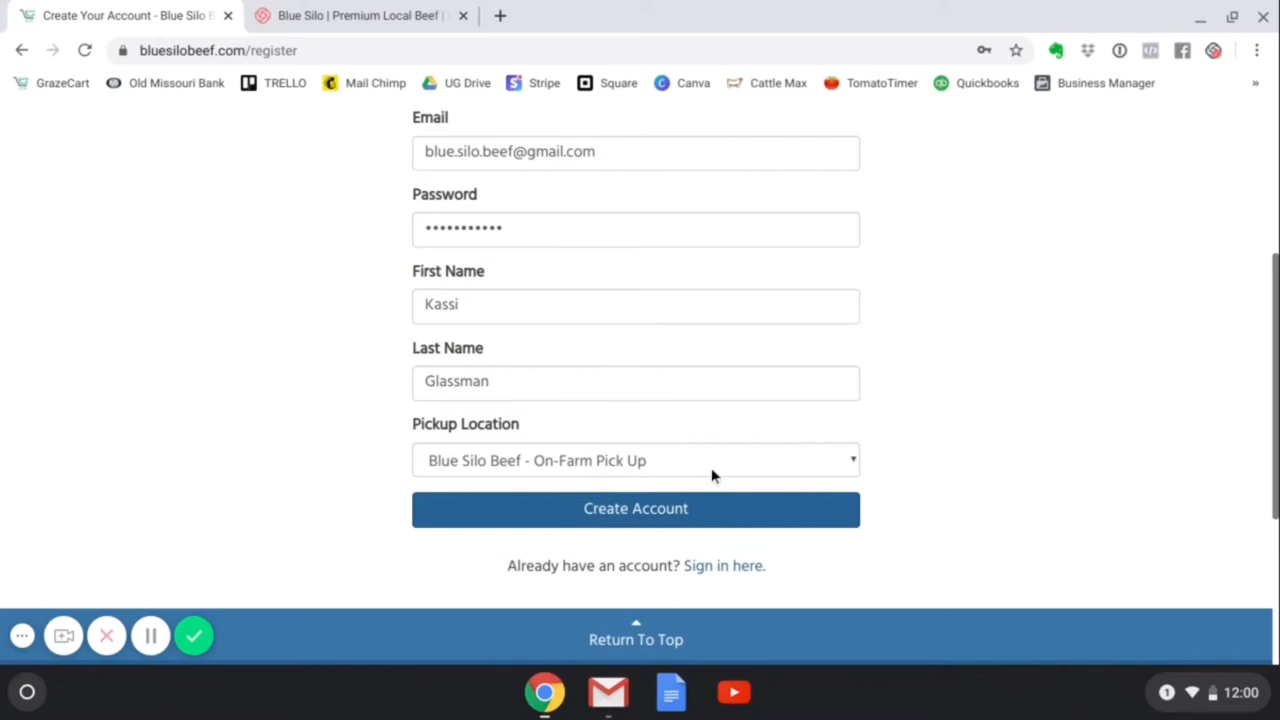 Create Your Account - Blue Silo B
Blue Silo | Premium Local Beef |
bluesilobeef.com/register
GrazeCart
Old Missouri Bank
TRELLO
Mail Chimp
UG Drive
Stripe
Square
Canva
Cattle Max
TomatoTimer
Quickbooks
Business Manager
Email
blue.silo.beef@gmail.com
Password
•••••••••••
First Name
Kassi
Last Name
Glassman
Pickup Location
Blue Silo Beef - On-Farm Pick Up
Create Account
Already have an account? Sign in here.
Return To Top
1
12:00